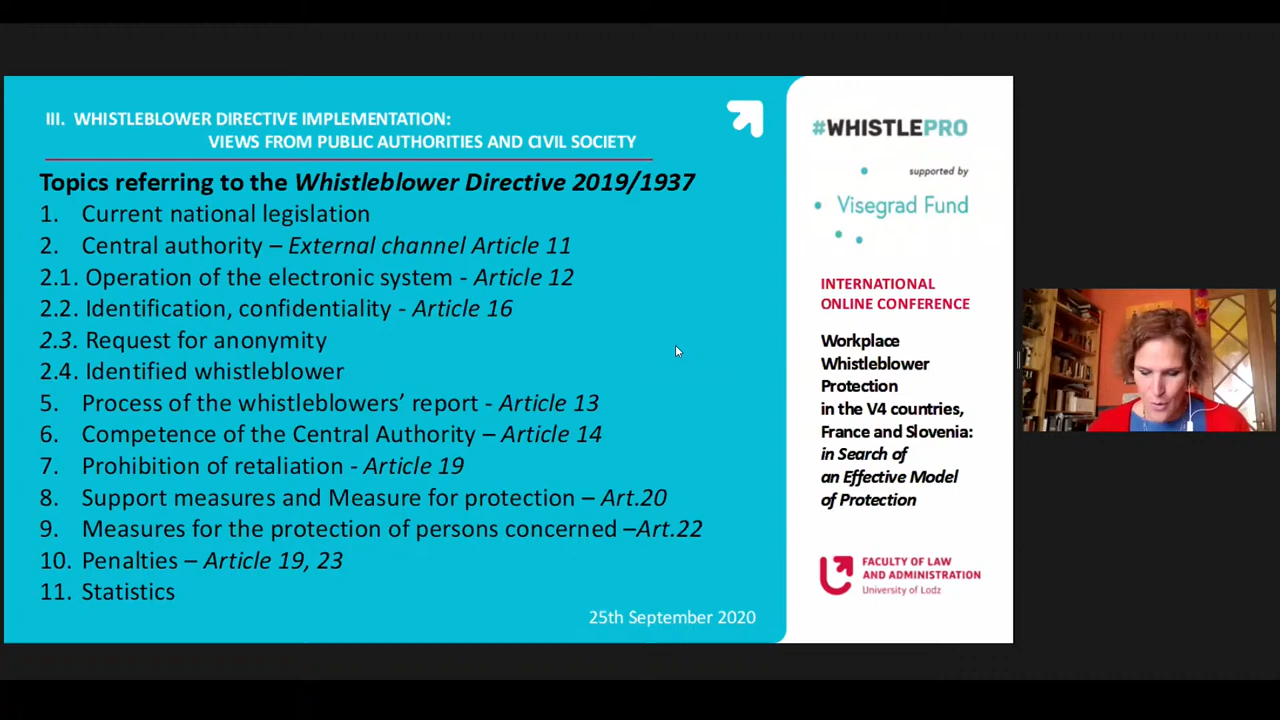 III. WHISTLEBLOWER DIRECTIVE IMPLEMENTATION:
VIEWS FROM PUBLIC AUTHORITIES AND CIVIL SOCIETY
Topics referring to the Whistleblower Directive 2019/1937
1. Current national legislation
2. Central authority – External channel Article 11
2.1. Operation of the electronic system - Article 12
2.2. Identification, confidentiality - Article 16
2.3. Request for anonymity
2.4. Identified whistleblower
5. Process of the whistleblowers’ report - Article 13
6. Competence of the Central Authority – Article 14
7. Prohibition of retaliation - Article 19
8. Support measures and Measure for protection – Art.20
9. Measures for the protection of persons concerned –Art.22
10. Penalties – Article 19, 23
11. Statistics
25th September 2020
#WHISTLEPRO
supported by
Visegrad Fund
INTERNATIONAL
ONLINE CONFERENCE
Workplace
Whistleblower
Protection
in the V4 countries,
France and Slovenia:
in Search of
an Effective Model
of Protection
FACULTY OF LAW
AND ADMINISTRATION
University of Lodz